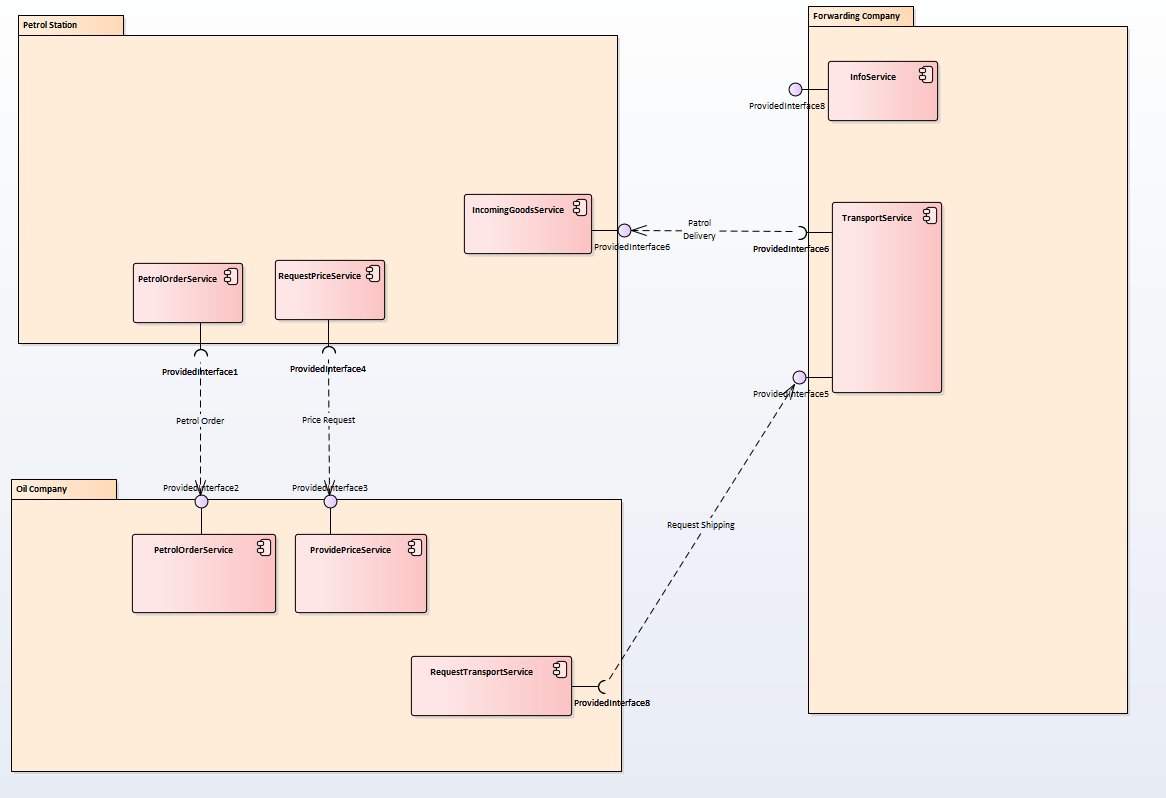 Petrol Station
Forwarding Company
InfoService
ProvidedInterface8
IncomingGoodsService
ProvidedInterface6
Patrol
Delivery
TransportService
ProvidedInterface6
PetrolOrderService
RequestPriceService
ProvidedInterface1
ProvidedInterface4
ProvidedInterface5
Petrol Order
Price Request
Oil Company
ProvidedInterface2
ProvidedInterface3
Request Shipping
PetrolOrderService
ProvidePriceService
RequestTransportService
ProvidedInterface8